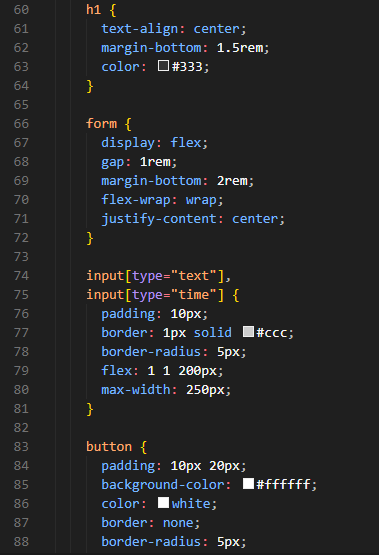 60 h1 {
61 text-align: center;
62 margin-bottom: 1.5rem;
63 color: #333;
64 }
65
66 form {
67 display: flex;
68 gap: 1rem;
69 margin-bottom: 2rem;
70 flex-wrap: wrap;
71 justify-content: center;
72 }
73
74 input[type="text"],
75 input[type="time"] {
76 padding: 10px;
77 border: 1px solid #ccc;
78 border-radius: 5px;
79 flex: 1 1 200px;
80 max-width: 250px;
81 }
82
83 button {
84 padding: 10px 20px;
85 background-color: #ffffff;
86 color: white;
87 border: none;
88 border-radius: 5px;